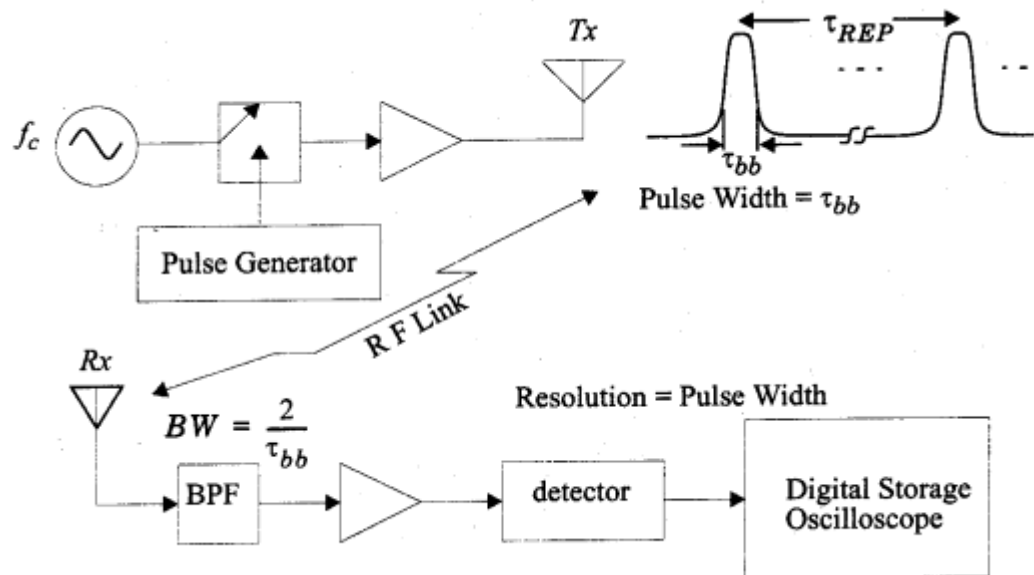 Tx
τREP
fc
τbb
Pulse Width = τbb
Pulse Generator
R F Link
Rx
Resolution = Pulse Width
BW = 2/τbb
BPF
detector
Digital Storage
Oscilloscope